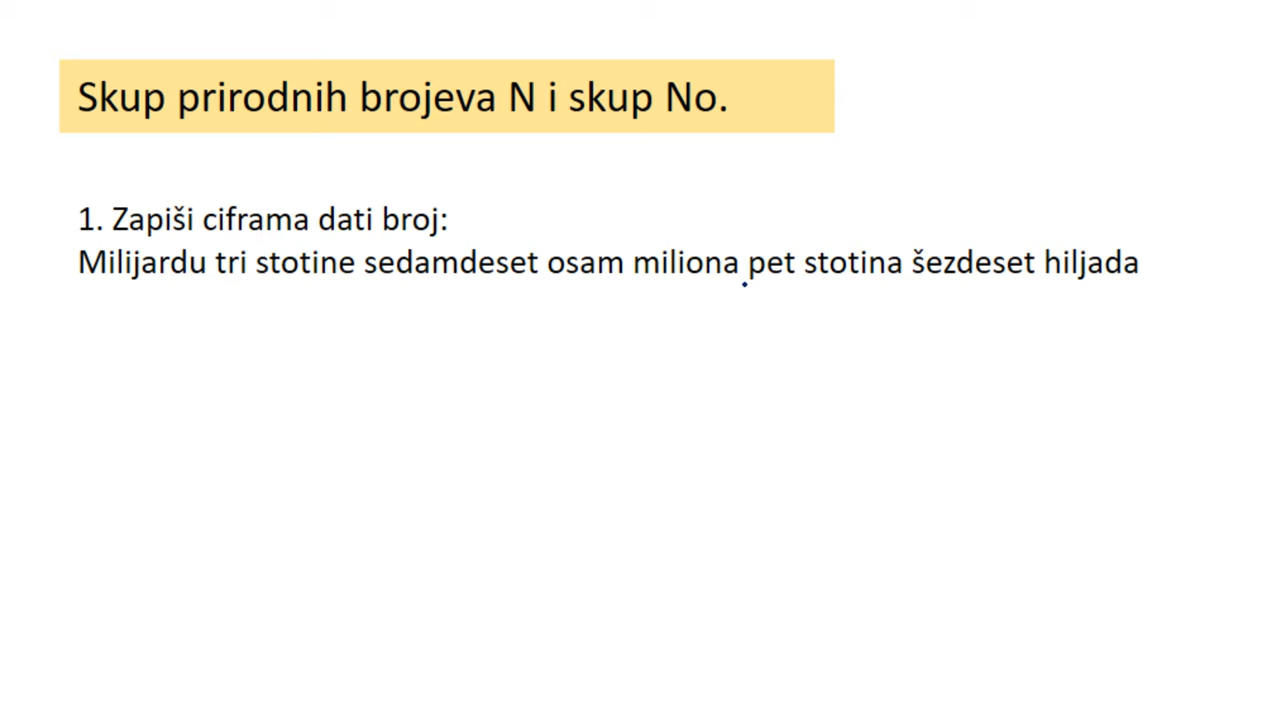 Skup prirodnih brojeva N i skup No.
1. Zapiši ciframa dati broj:
Milijardu tri stotine sedamdeset osam miliona pet stotina šezdeset hiljada